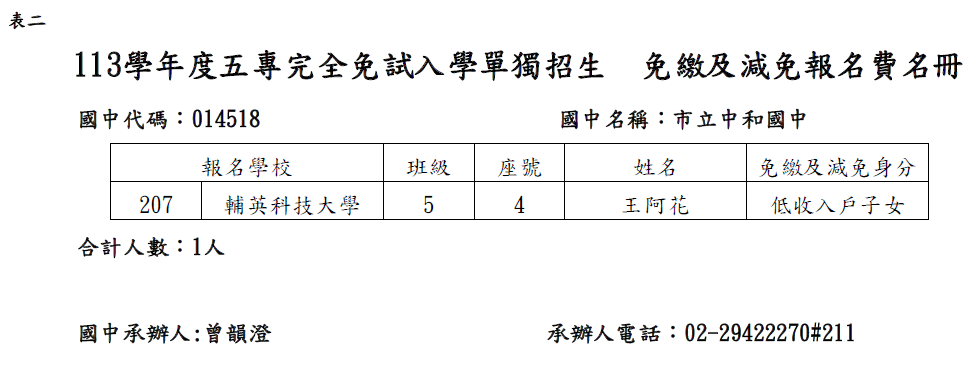 表二
113學年度五專完全免試入學單獨招生 免繳及減免報名費名冊
國中代碼：014518 國中名稱：市立中和國中
報名學校 班級 座號 姓名 免繳及減免身分
207 輔英科技大學 5 4 王阿花 低收入戶子女
合計人數：1人
國中承辦人:曾韻澄 承辦人電話：02-29422270#211